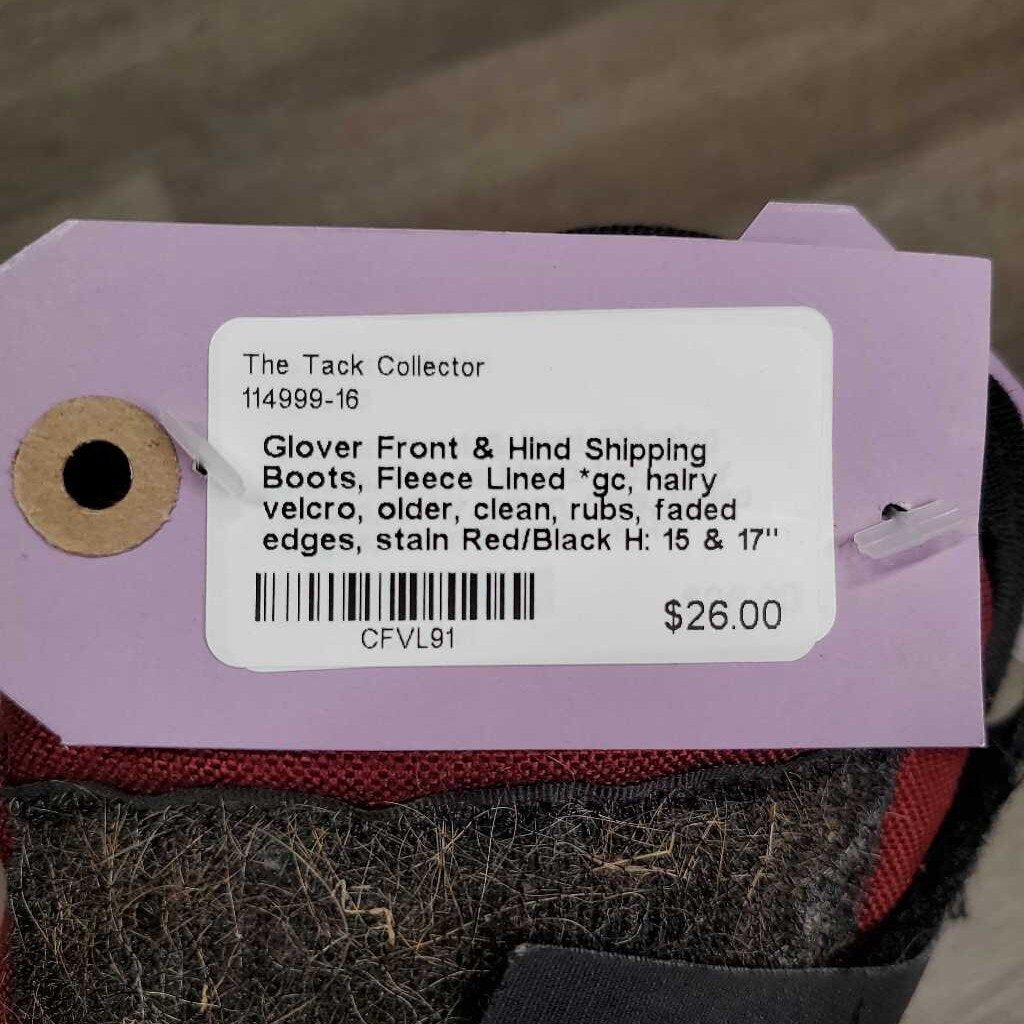 The Tack Collector
114999-16
Glover Front & Hind Shipping
Boots, Fleece Lined *gc, hairy
velcro, older, clean, rubs, faded
edges, stain Red/Black H: 15 & 17"
CFVL91
$26.00